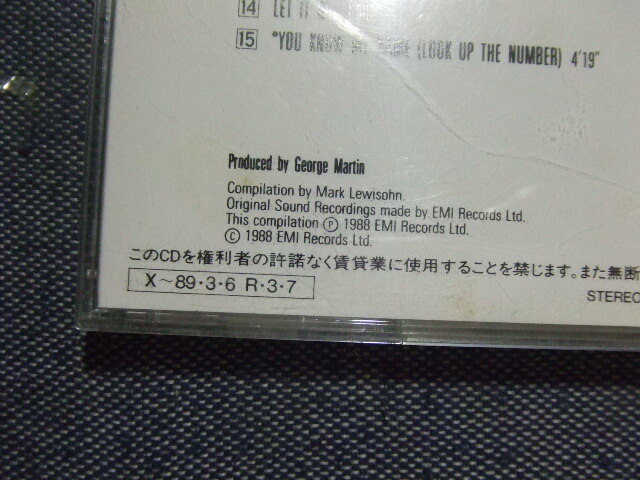 14 LET IT
15 "YOU KNOW MY NAME (LOOK UP THE NUMBER) 4'19"
Produced by George Martin
Compilation by Mark Lewisohn.
Original Sound Recordings made by EMI Records Ltd.
This compilation Ⓟ 1988 EMI Records Ltd.
© 1988 EMI Records Ltd.
このCDを権利者の許諾なく賃貸業に使用することを禁じます。また無断
X~89・3・6 R・3・7
STEREO